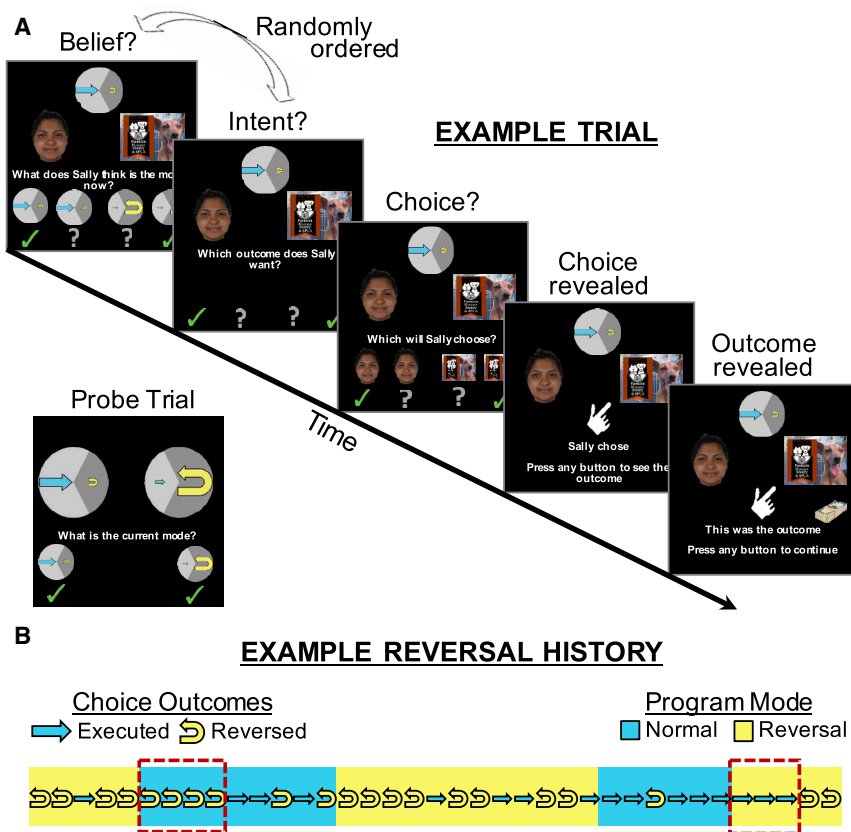 A
Belief?
Randomly
ordered
What does Sally think is the mo
now?
Intent?
EXAMPLE TRIAL
Which outcome does Sally
want?
Choice?
Which will Sally choose?
Choice
revealed
Sally chose
Press any button to see the
outcome
Outcome
revealed
This was the outcome
Press any button to continue
Time
Probe Trial
What is the current mode?
B
EXAMPLE REVERSAL HISTORY
Choice Outcomes
Executed
Reversed
Program Mode
Normal
Reversal